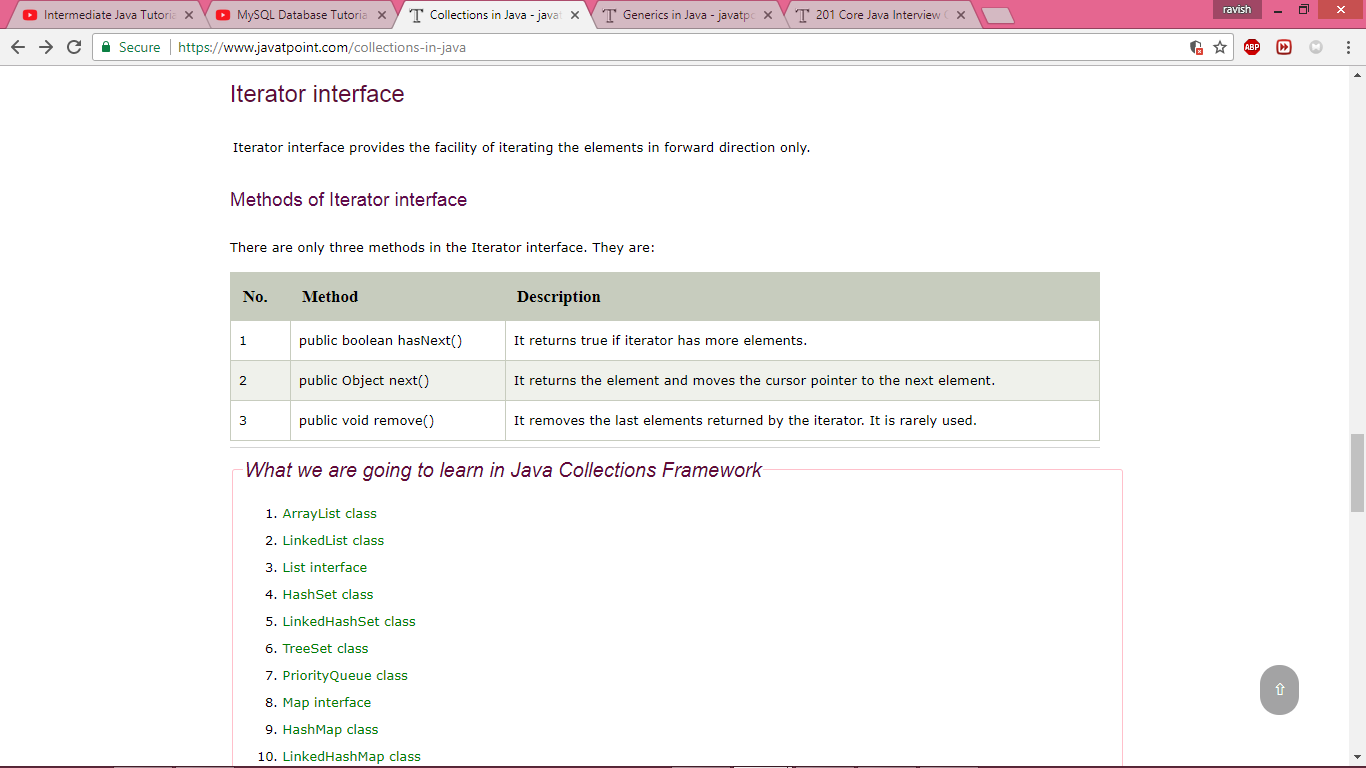 Intermediate Java Tutoria
MySQL Database Tutoria
Collections in Java - javat
Generics in Java - javatpo
201 Core Java Interview
ravish
Secure
https://www.javatpoint.com/collections-in-java
ABP
Iterator interface
Iterator interface provides the facility of iterating the elements in forward direction only.
Methods of Iterator interface
There are only three methods in the Iterator interface. They are:
No. Method Description
1 public boolean hasNext() It returns true if iterator has more elements.
2 public Object next() It returns the element and moves the cursor pointer to the next element.
3 public void remove() It removes the last elements returned by the iterator. It is rarely used.
What we are going to learn in Java Collections Framework
1. ArrayList class
2. LinkedList class
3. List interface
4. HashSet class
5. LinkedHashSet class
6. TreeSet class
7. PriorityQueue class
8. Map interface
9. HashMap class
10. LinkedHashMap class